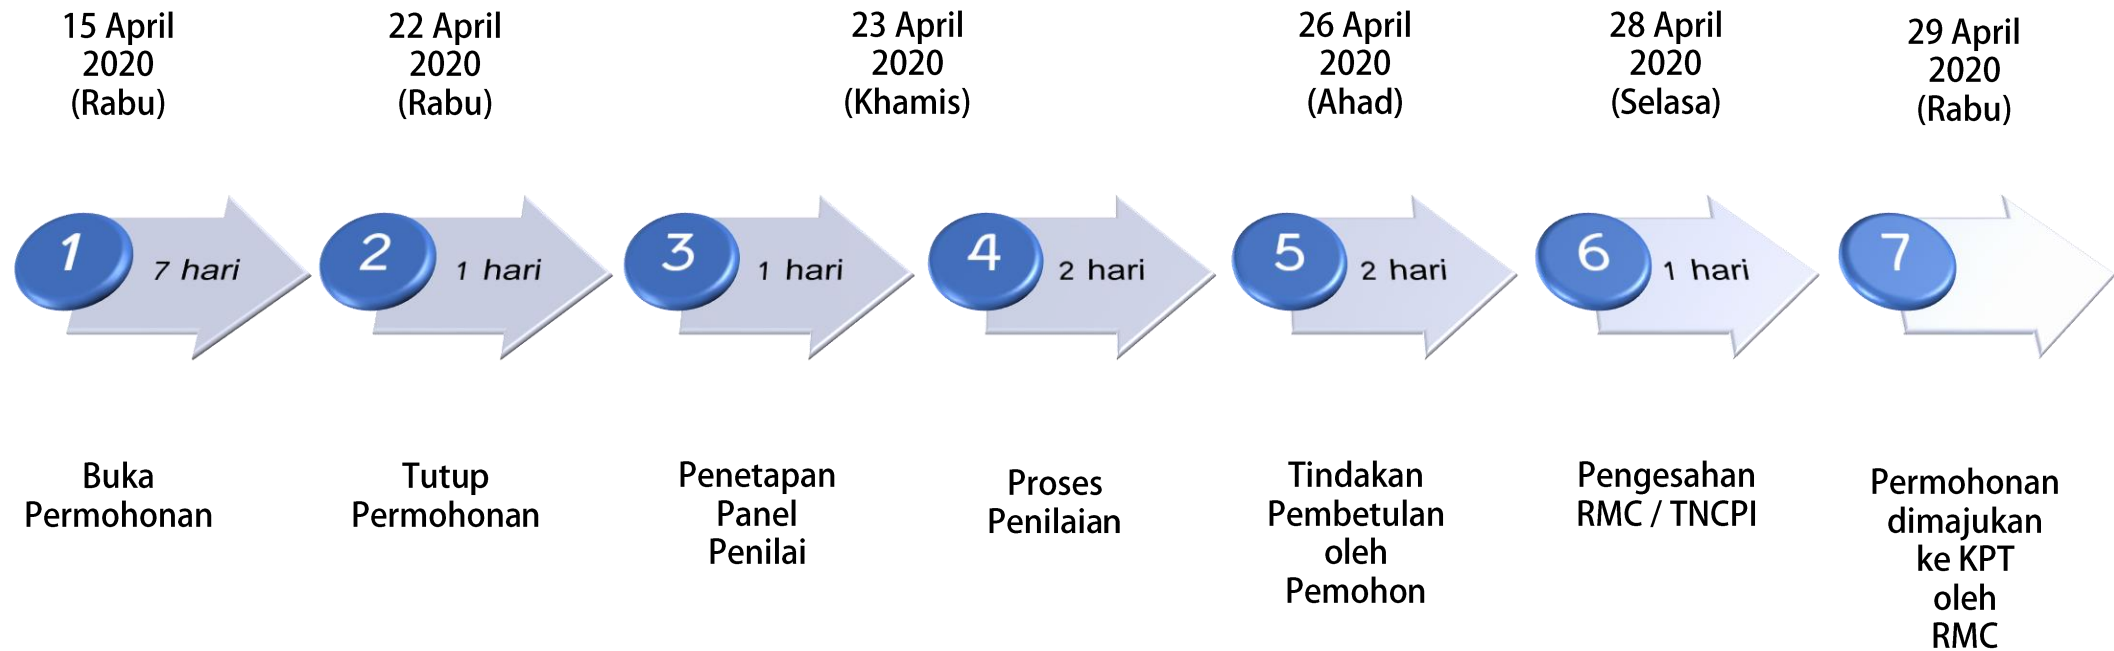 15 April
2020
(Rabu)
22 April
2020
(Rabu)
23 April
2020
(Khamis)
26 April
2020
(Ahad)
28 April
2020
(Selasa)
29 April
2020
(Rabu)
1
7 hari
2
1 hari
3
1 hari
4
2 hari
5
2 hari
6
1 hari
7
Buka
Permohonan
Tutup
Permohonan
Penetapan
Panel
Penilai
Proses
Penilaian
Tindakan
Pembetulan
oleh
Pemohon
Pengesahan
RMC / TNCPI
Permohonan
dimajukan
ke KPT
oleh
RMC